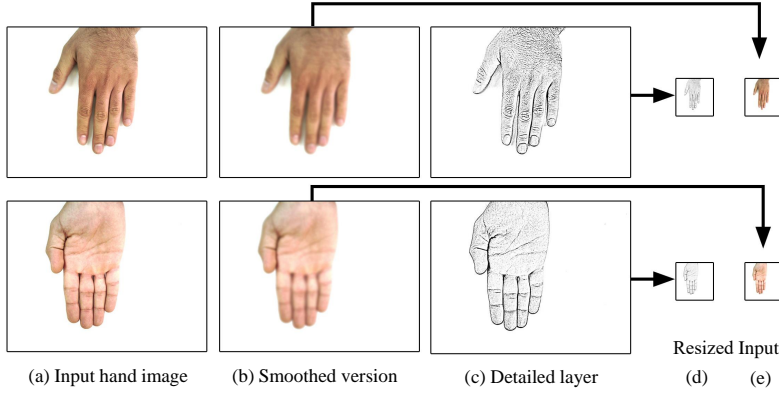 Resized Input
(a) Input hand image (b) Smoothed version (c) Detailed layer (d) (e)